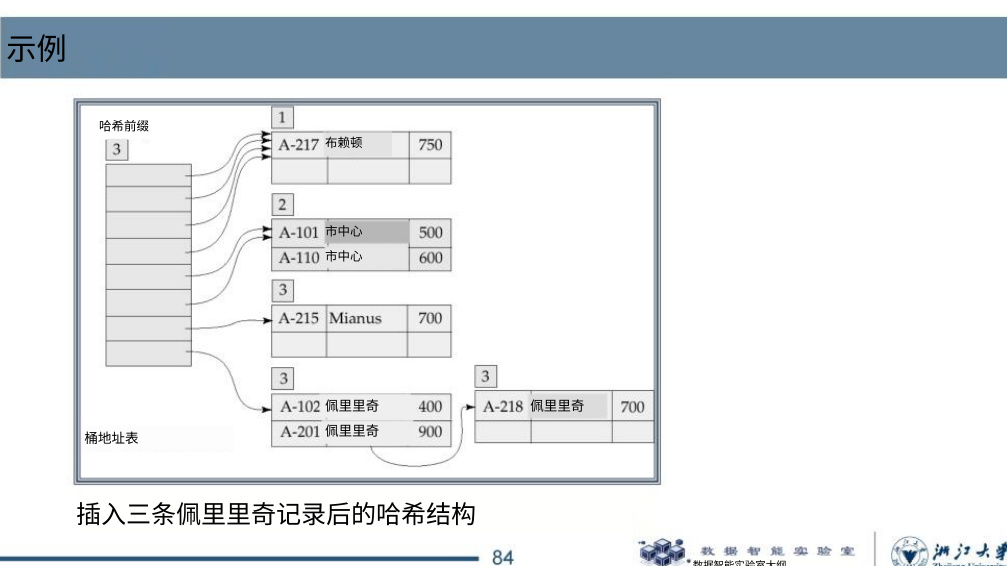 示例
哈希前缀
3
1
A-217 布赖顿 750
2
A-101 市中心 500
A-110 市中心 600
3
A-215 Mianus 700
3
A-102 佩里里奇 400
A-201 佩里里奇 900
3
A-218 佩里里奇 700
桶地址表
插入三条佩里里奇记录后的哈希结构
84
数据智能实验室
数据智能实验室大纲
浙江大学